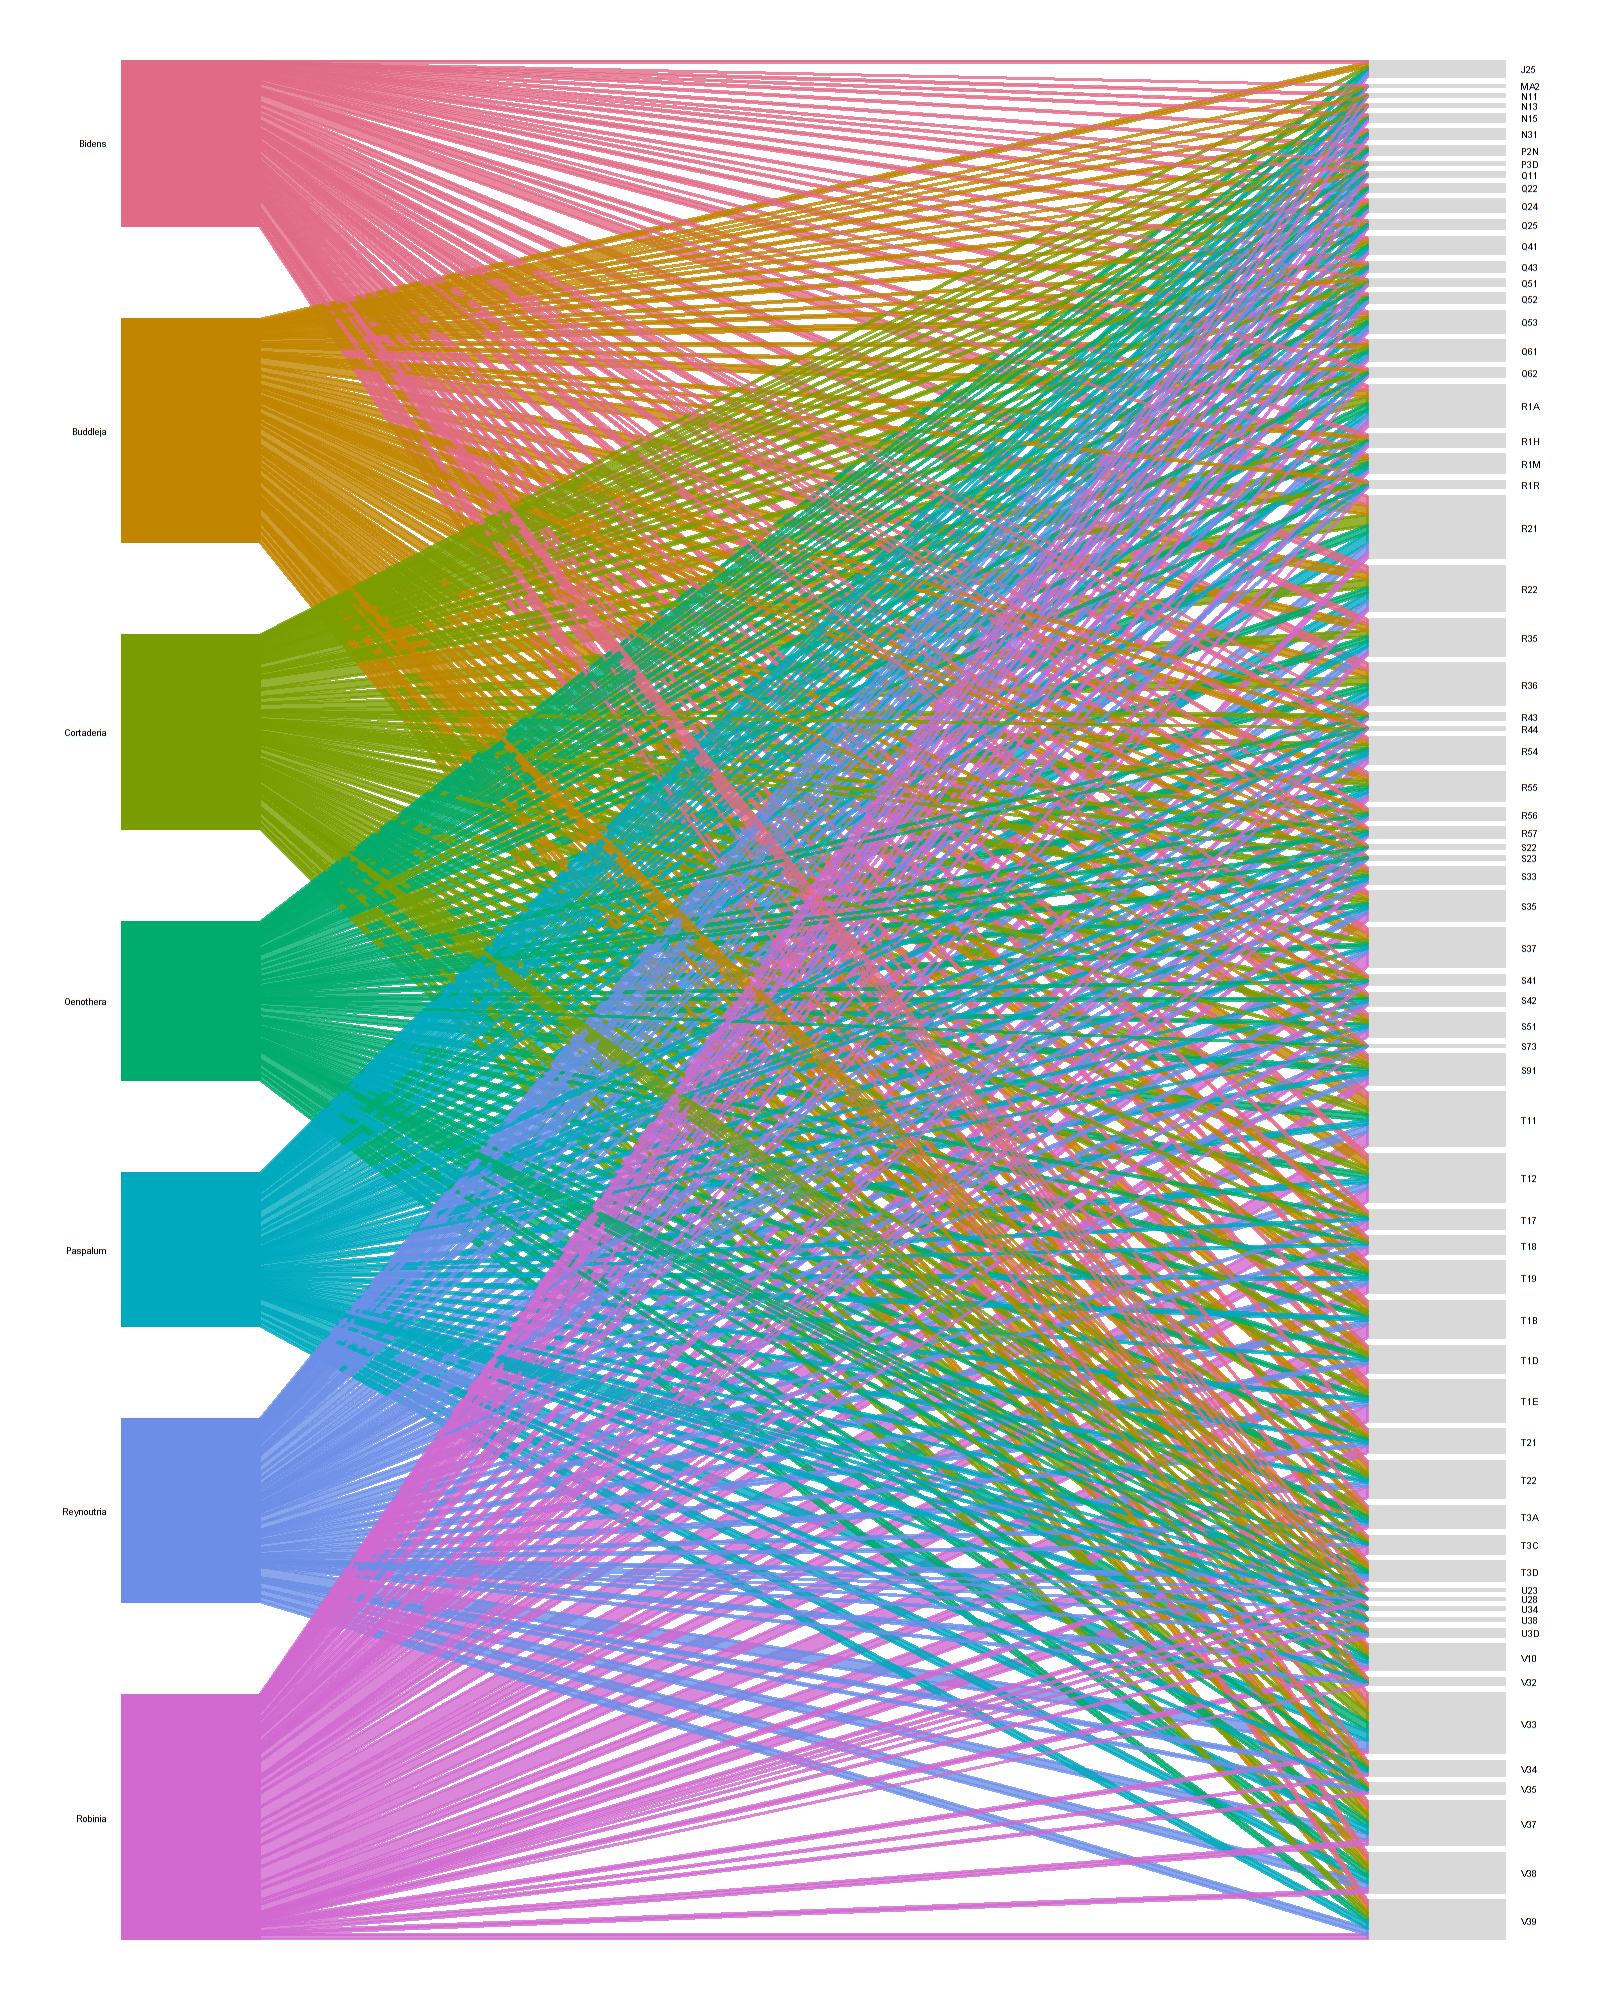 Bidens
Buddleja
Cortaderia
Oenothera
Paspalum
Reynoutria
Robinia
J25
MA2
N11
N13
N15
N31
P2N
P3D
Q11
Q22
Q24
Q25
Q41
Q43
Q51
Q52
Q53
Q61
Q62
R1A
R1H
R1M
R1R
R21
R22
R35
R36
R43
R44
R54
R55
R56
R57
S22
S23
S33
S35
S37
S41
S42
S51
S73
S91
T11
T12
T17
T18
T19
T1B
T1D
T1E
T21
T22
T3A
T3C
T3D
U23
U28
U34
U38
U3D
V10
V32
V33
V34
V35
V37
V38
V39